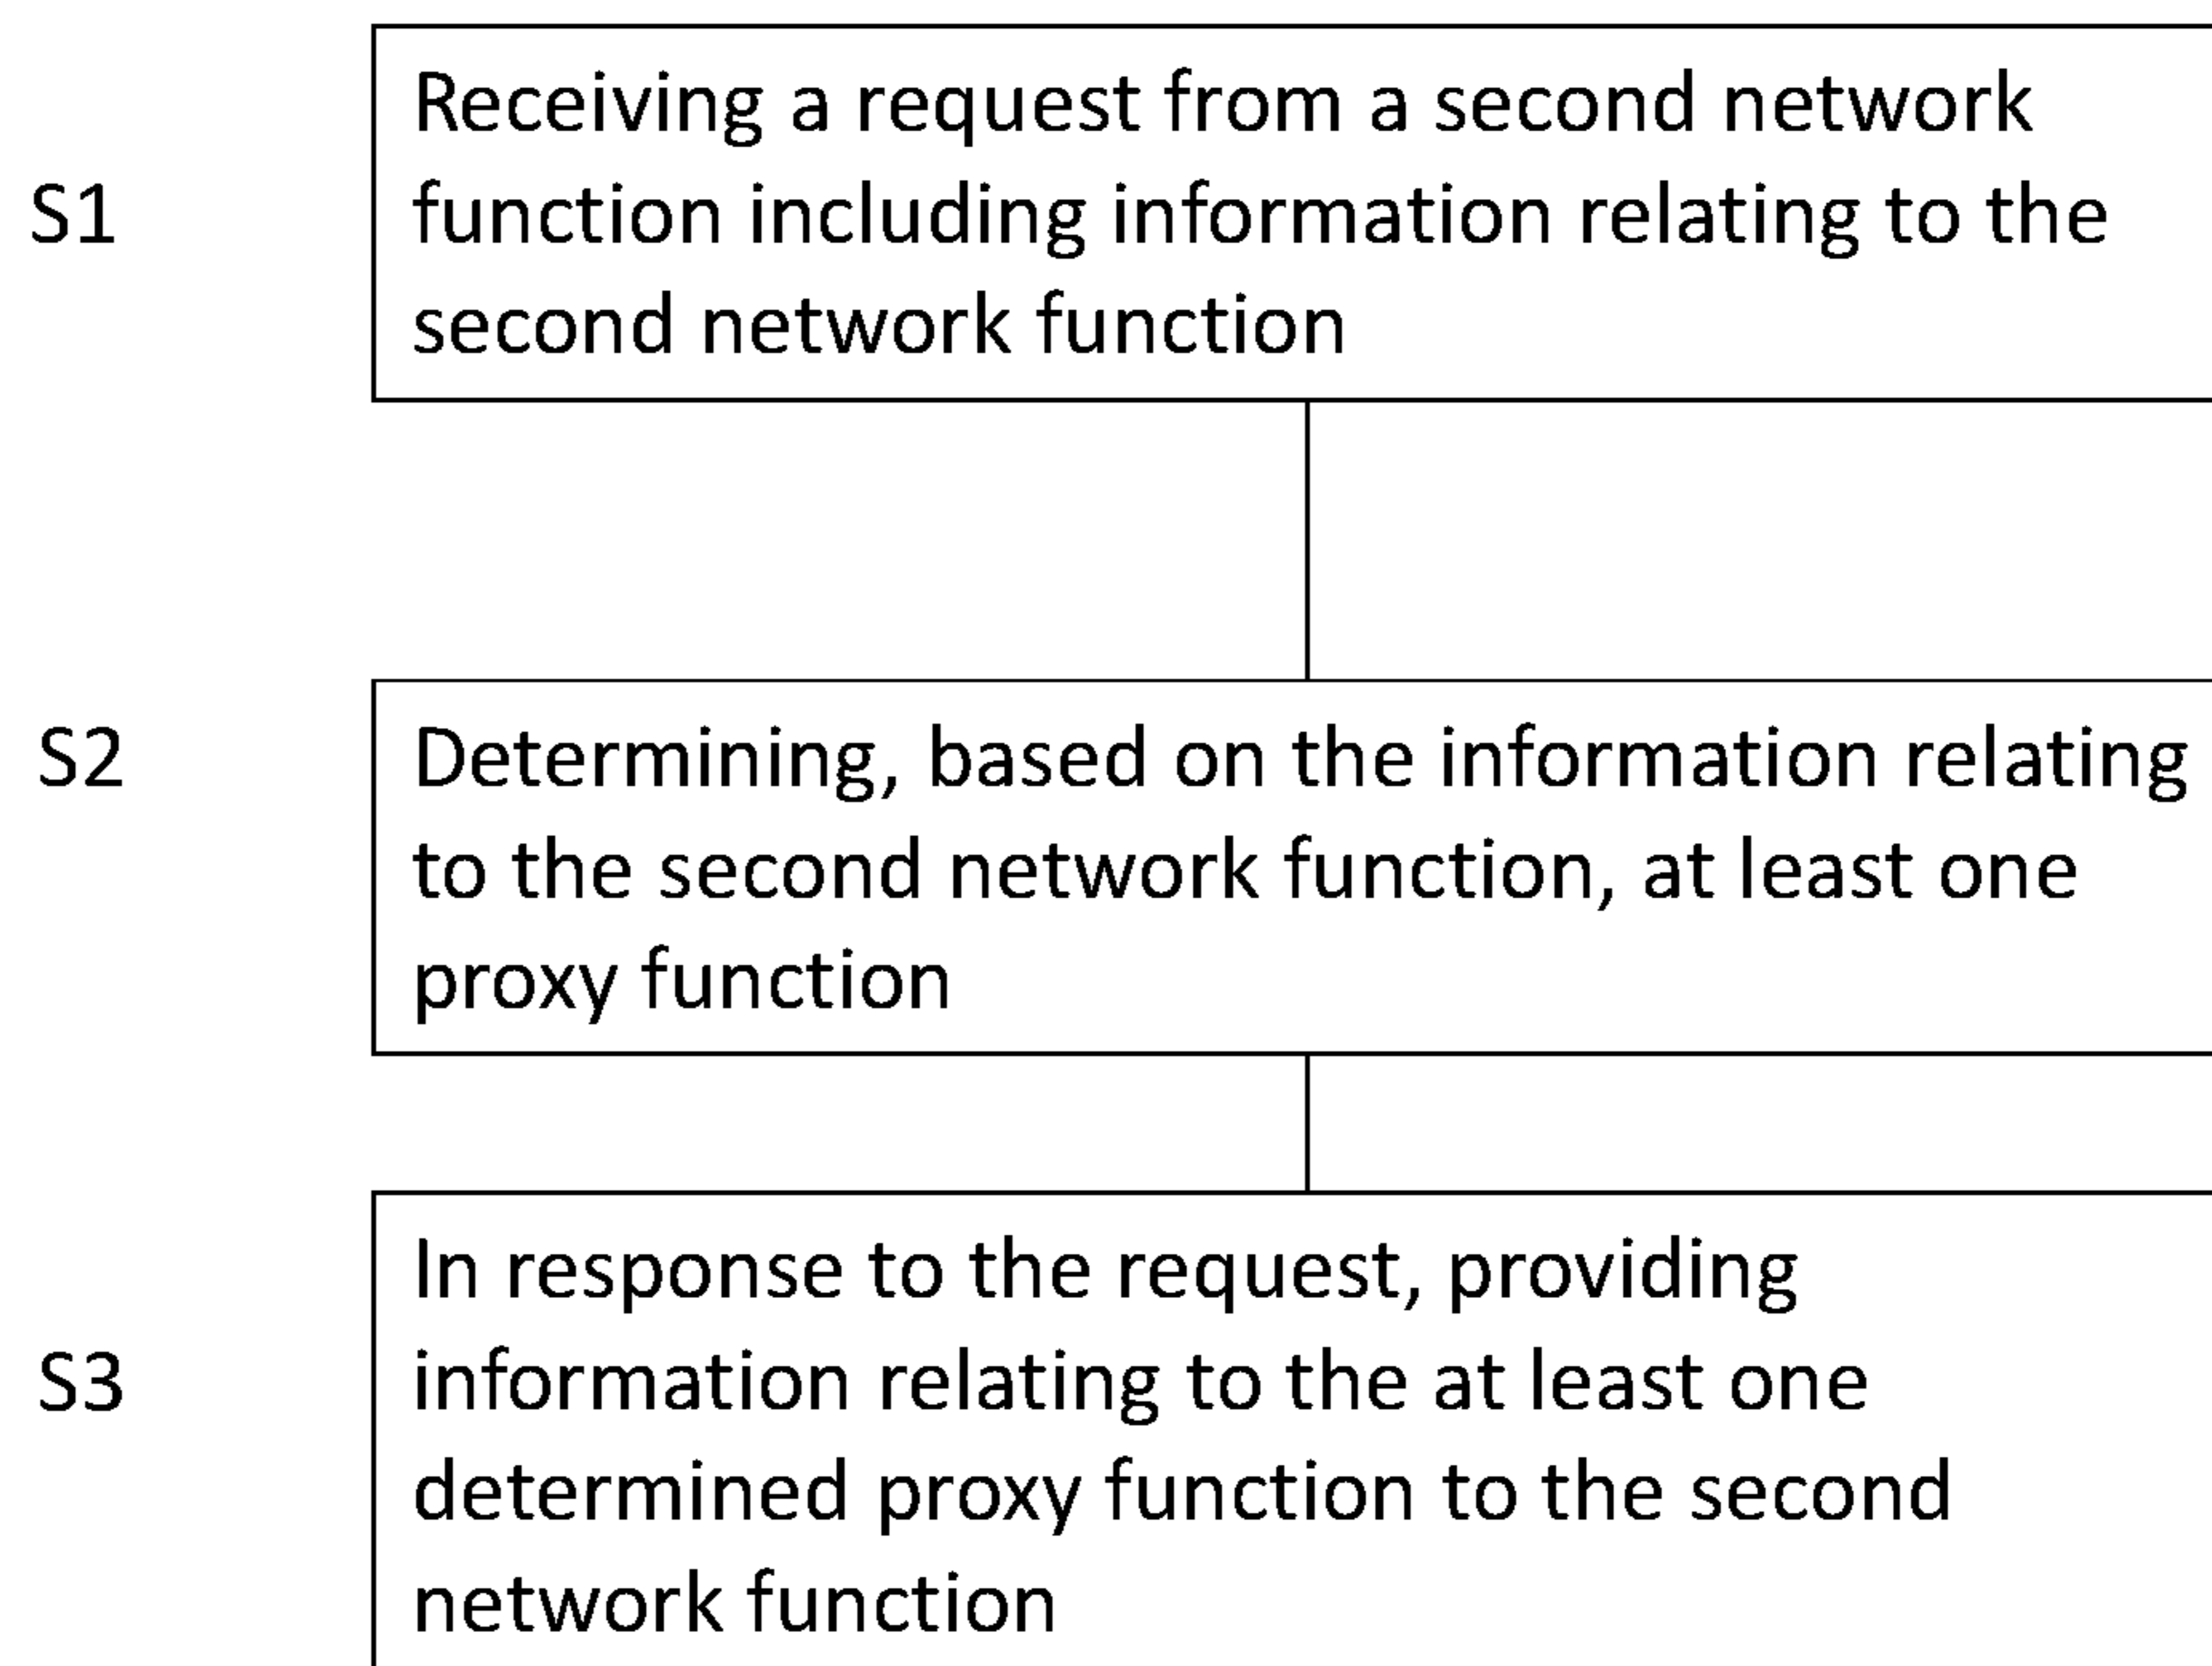 Receiving a request from a second network
S1
function including information relating to the
second network function
S2
Determining, based on the information relating
to the second network function, at least one
proxy function
In response to the request, providing
S3
information relating to the at least one
determined proxy function to the second
network function